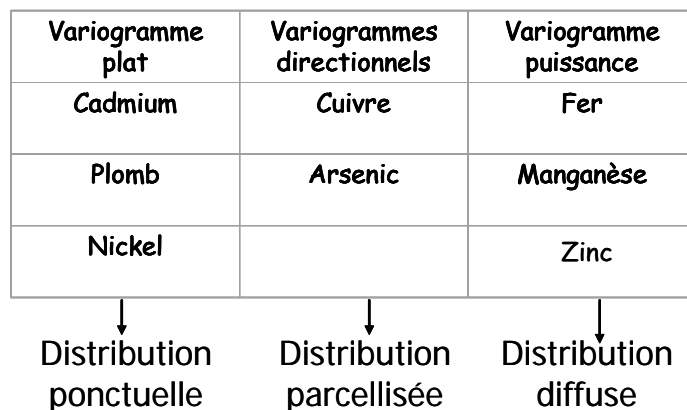 Variogramme
plat
Variogrammes
directionnels
Variogramme
puissance
Cadmium
Cuivre
Fer
Plomb
Arsenic
Manganèse
Nickel
Zinc
Distribution
ponctuelle
Distribution
parcellisée
Distribution
diffuse